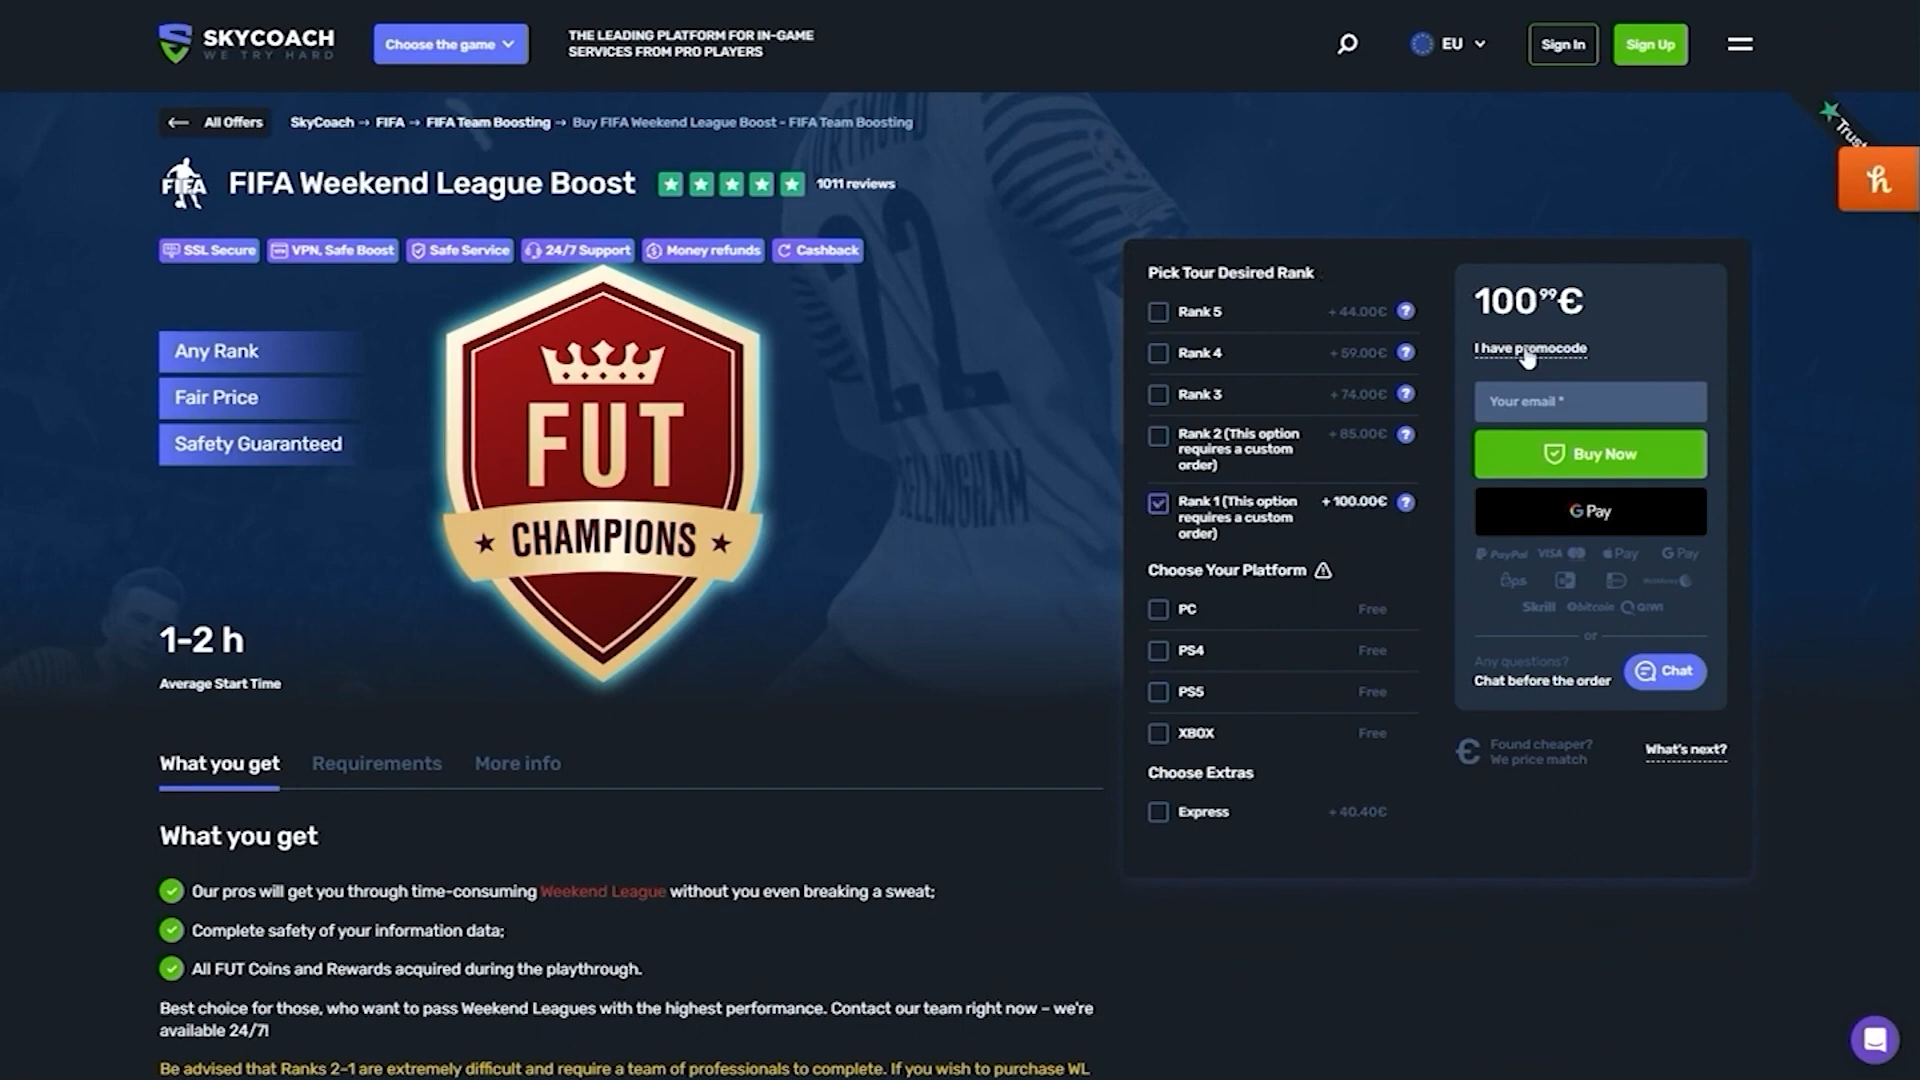 SKYCOACH
WE TRY HARD
Choose the game
THE LEADING PLATFORM FOR IN-GAME
SERVICES FROM PRO PLAYERS
EU
Sign In
Sign Up
Trust
All Offers
SkyCoach → FIFA → FIFA Team Boosting → Buy FIFA Weekend League Boost - FIFA Team Boosting
FIFA
FIFA Weekend League Boost
1011 reviews
SSL Secure
VPN, Safe Boost
Safe Service
24/7 Support
Money refunds
Cashback
Any Rank
Fair Price
Safety Guaranteed
FUT
CHAMPIONS
22
BELLINGHAM
1-2 h
Average Start Time
Pick Tour Desired Rank
Rank 5 + 44.00€ ?
Rank 4 + 59.00€ ?
Rank 3 + 74.00€ ?
Rank 2 (This option + 85.00€ ?
requires a custom
order)
Rank 1 (This option + 100.00€ ?
requires a custom
order)
Choose Your Platform
PC Free
PS4 Free
PS5 Free
XBOX Free
Choose Extras
Express + 40.40€
100⁹⁹€
I have promocode
Your email *
Buy Now
G Pay
PayPal VISA Pay G Pay
eps
Skrill bitcoin QIWI
or
Any questions?
Chat before the order
Chat
Found cheaper?
We price match
What's next?
What you get
Requirements
More info
What you get
Our pros will get you through time-consuming Weekend League without you even breaking a sweat;
Complete safety of your information data;
All FUT Coins and Rewards acquired during the playthrough.
Best choice for those, who want to pass Weekend Leagues with the highest performance. Contact our team right now – we're
available 24/7!
Be advised that Ranks 2-1 are extremely difficult and require a team of professionals to complete. If you wish to purchase WL